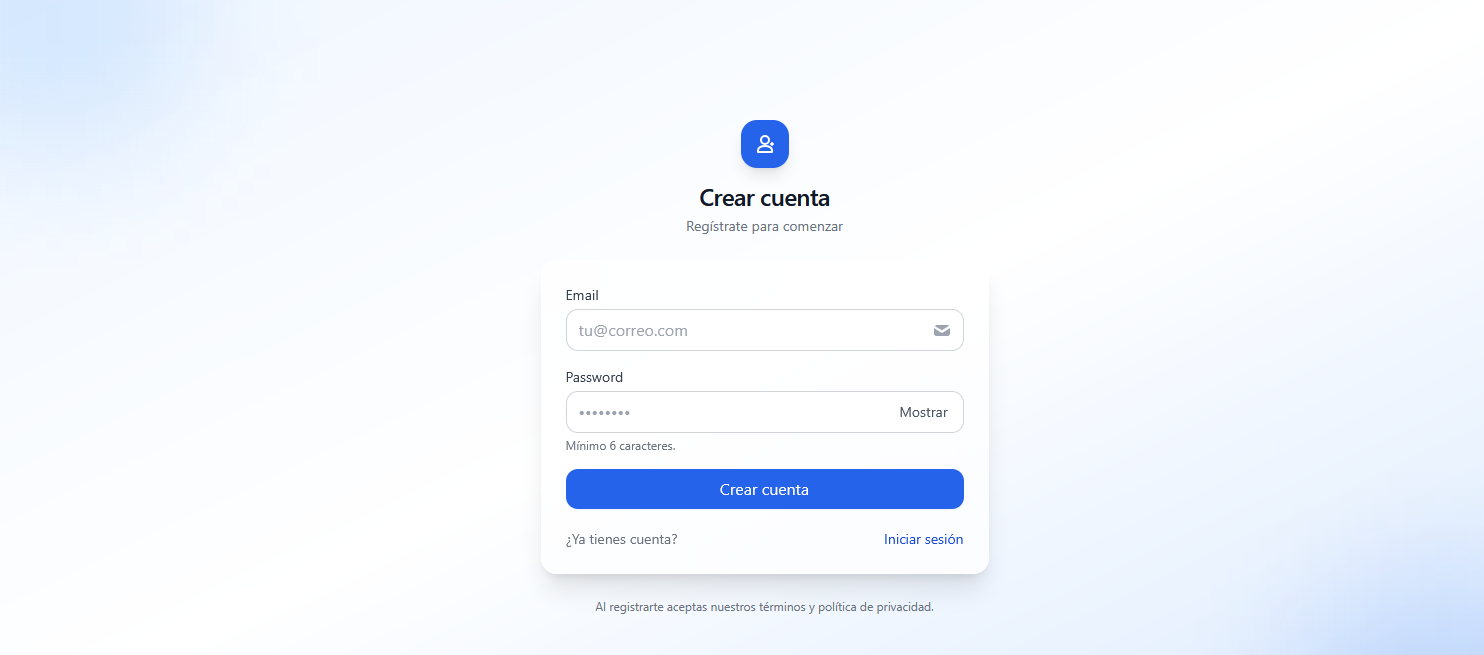 Crear cuenta
Regístrate para comenzar
Email
tu@correo.com
Password
••••••••
Mostrar
Mínimo 6 caracteres.
Crear cuenta
¿Ya tienes cuenta?
Iniciar sesión
Al registrarte aceptas nuestros términos y política de privacidad.